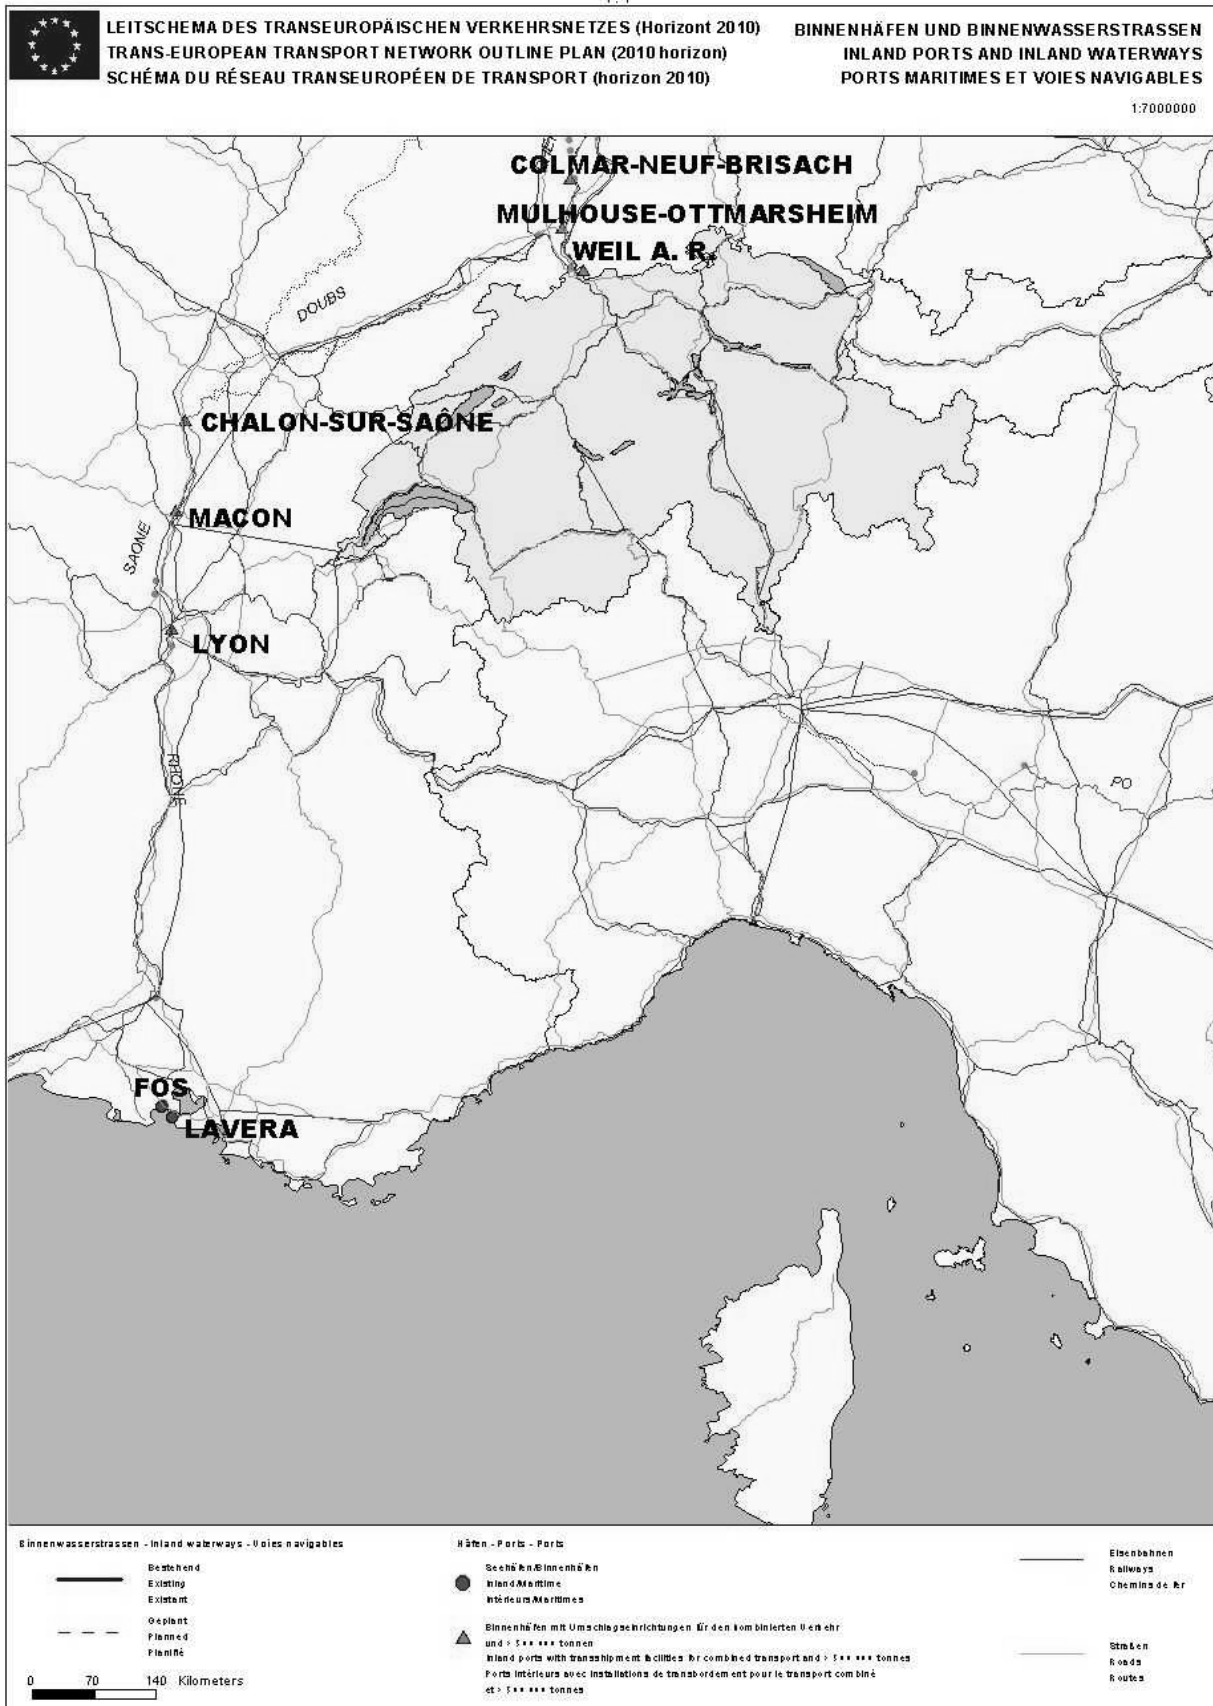 LEITSCHEMA DES TRANSEUROPÄISCHEN VERKEHRSNETZES (Horizont 2010)
TRANS-EUROPEAN TRANSPORT NETWORK OUTLINE PLAN (2010 horizon)
SCHÉMA DU RÉSEAU TRANSEUROPÉEN DE TRANSPORT (horizon 2010)
BINNENHÄFEN UND BINNENWASSERSTRASSEN
INLAND PORTS AND INLAND WATERWAYS
PORTS MARITIMES ET VOIES NAVIGABLES
1:7000000
COLMAR-NEUF-BRISACH
MULHOUSE-OTTMARSHEIM
WEIL A. R.
DOUBS
CHALON-SUR-SAÔNE
MACON
SAONE
LYON
RHONE
PO
FOS
LAVERA
Binnenwasserstrassen - Inland waterways - Voies navigables
Bestehend
Existing
Existant
Geplant
Planned
Planifié
0 70 140 Kilometers
Häfen - Ports - Ports
Seehäfen/Binnenhäfen
Inland/Maritime
Intérieurs/Maritimes
Binnenhäfen mit Umschlagseinrichtungen für den kombinierten Verkehr
und > tonnen
Inland ports with transshipment facilities for combined transport and > tonnes
Ports intérieurs avec installations de transbordement pour le transport combiné
et > tonnes
Eisenbahnen
Railways
Chemins de fer
Straßen
Roads
Routes